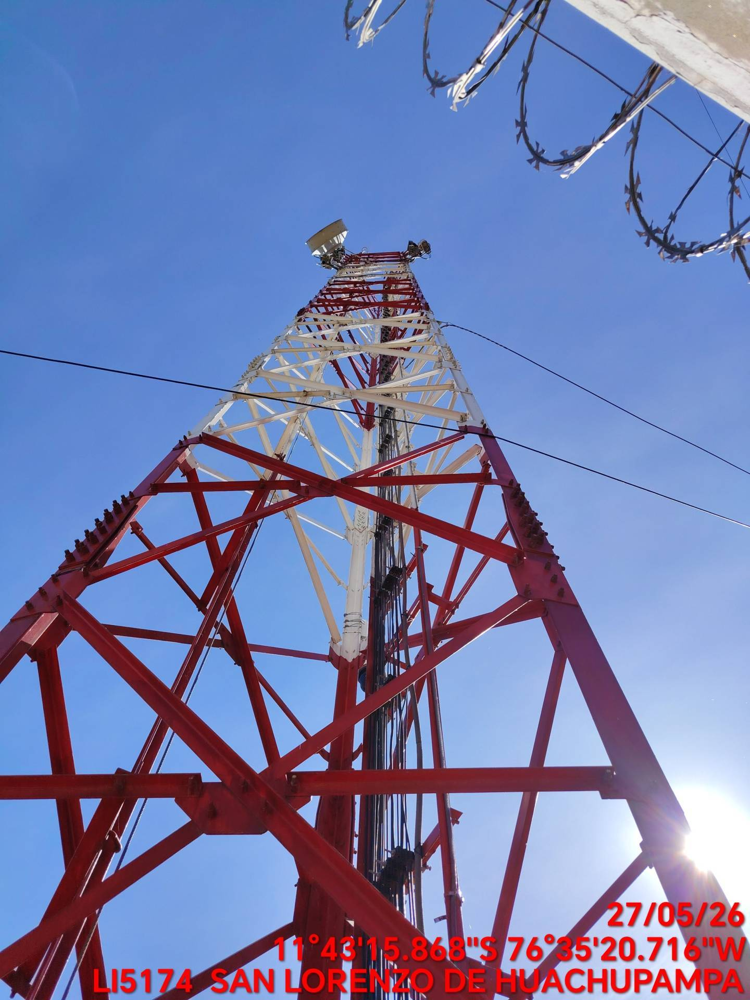 27/05/26
11°43'15.868"S 76°35'20.716"W
LI5174 SAN LORENZO DE HUACHUPAMPA